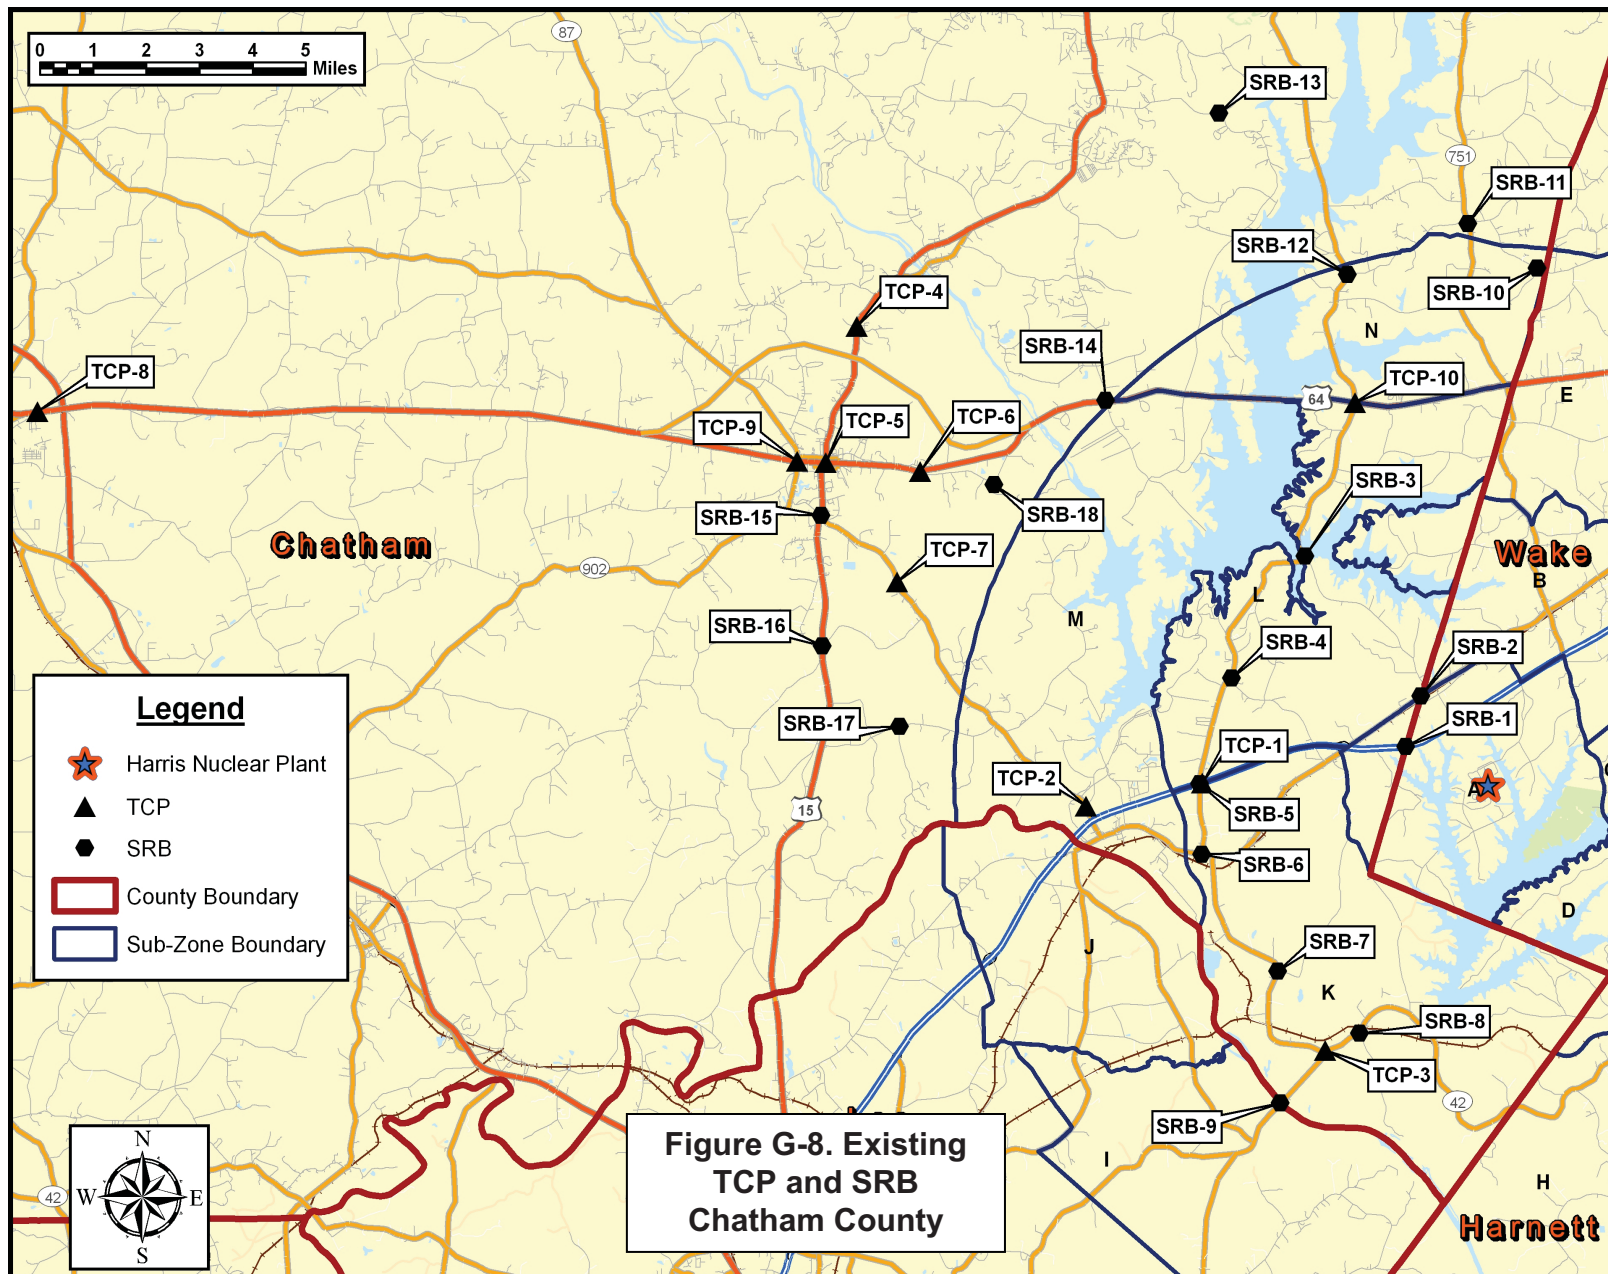 0 1 2 3 4 5
Miles
87
SRB-13
751
SRB-11
SRB-12
SRB-10
TCP-4
N
SRB-14
TCP-8
TCP-10
64
E
TCP-9
TCP-5
TCP-6
SRB-3
SRB-15
SRB-18
Chatham
TCP-7
Wake
902
B
L
SRB-16
M
SRB-4
SRB-2
Legend
SRB-17
SRB-1
TCP-1
Harris Nuclear Plant
TCP-2
A
TCP
15
SRB-5
SRB
SRB-6
County Boundary
D
Sub-Zone Boundary
J
SRB-7
K
SRB-8
TCP-3
42
SRB-9
Figure G-8. Existing
TCP and SRB
Chatham County
I
N
W E
S
42
H
Harnett